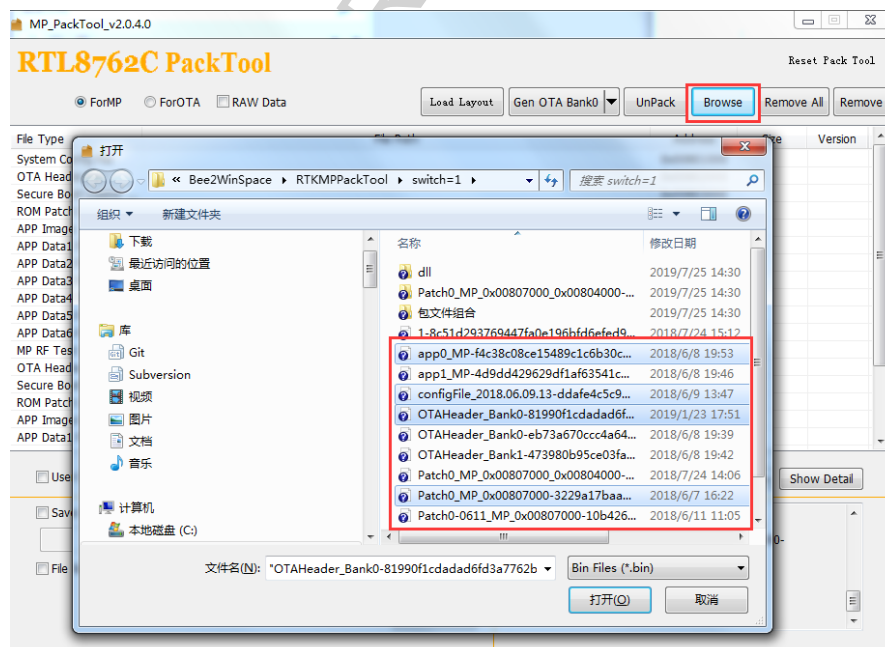 MP_PackTool_v2.0.4.0
RTL8762C PackTool
Reset Pack Tool
ForMP ForOTA RAW Data Load Layout Gen OTA Bank0 UnPack Browse Remove All Remove
File Type File Path Size Version
System Co
OTA Head
Secure Bo
ROM Patch
APP Image
APP Data1
APP Data2
APP Data3
APP Data4
APP Data5
APP Data6
MP RF Tes
OTA Head
Secure Bo
ROM Patch
APP Image
APP Data1
Use
Show Detail
Sav
File
0-
打开
« Bee2WinSpace RTKMPPackTool switch=1
搜索 switch=1
组织 新建文件夹
下载
最近访问的位置
桌面
库
Git
Subversion
视频
图片
文档
音乐
计算机
本地磁盘 (C:)
名称 修改日期
dll 2019/7/25 14:30
Patch0_MP_0x00807000_0x00804000-... 2019/7/25 14:30
包文件组合 2019/7/25 14:30
1-8c51d293769447fa0e196bfd6efed9... 2018/7/24 15:12
app0_MP-f4c38c08ce15489c1c6b30c... 2018/6/8 19:53
app1_MP-4d9dd429629df1af63541c... 2018/6/8 19:46
configFile_2018.06.09.13-ddafe4c5c9... 2018/6/9 13:47
OTAHeader_Bank0-81990f1cdadad6f... 2019/1/23 17:51
OTAHeader_Bank0-eb73a670ccc4a64... 2018/6/8 19:39
OTAHeader_Bank1-473980b95ce03fa... 2018/6/8 19:42
Patch0_MP_0x00807000_0x00804000-... 2018/7/24 14:06
Patch0_MP_0x00807000-3229a17baa... 2018/6/7 16:22
Patch0-0611_MP_0x00807000-10b426... 2018/6/11 11:05
文件名(N): "OTAHeader_Bank0-81990f1cdadad6fd3a7762b
Bin Files (*.bin)
打开(O) 取消